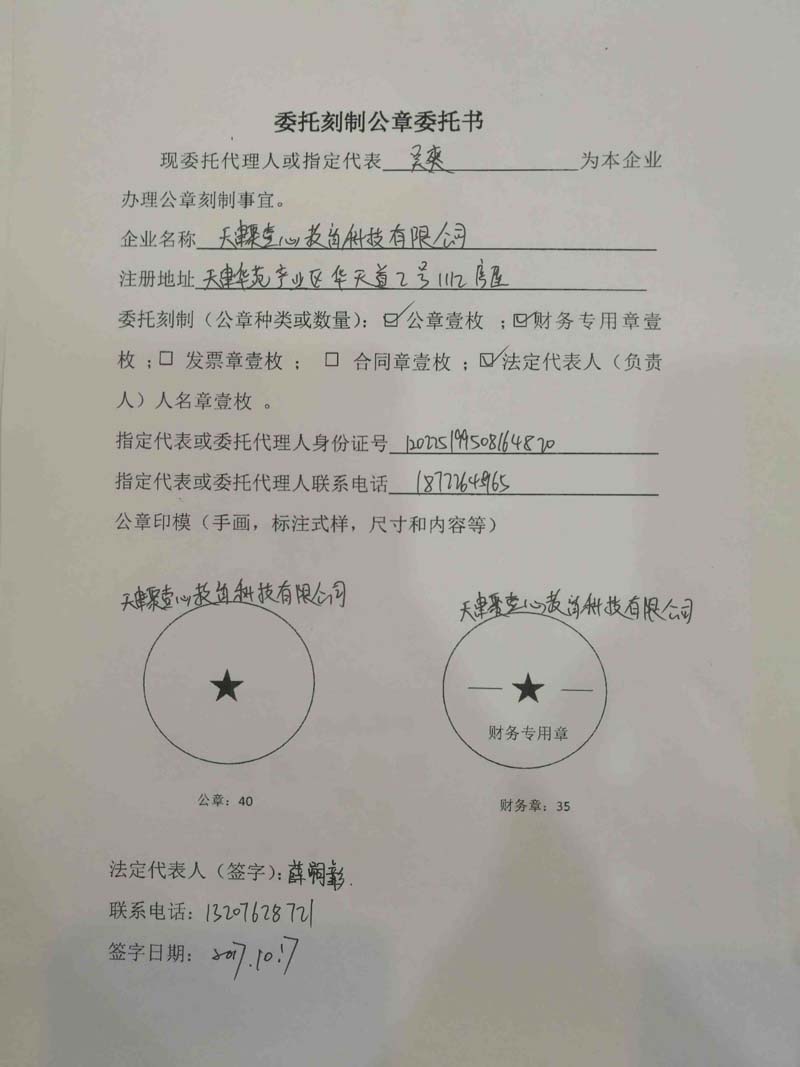 委托刻制公章委托书
现委托代理人或指定代表 吴爽 为本企业
办理公章刻制事宜。
企业名称 天津聚壹心教育科技有限公司
注册地址 天津华苑产业区华天道2号1112房屋
委托刻制（公章种类或数量）：☑公章壹枚；☑财务专用章壹
枚；□ 发票章壹枚； □ 合同章壹枚；☑法定代表人（负责
人）人名章壹枚 。
指定代表或委托代理人身份证号 120225199508164820
指定代表或委托代理人联系电话
公章印模（手画，标注式样，尺寸和内容等）
天津聚壹心教育科技有限公司
天津聚壹心教育科技有限公司
财务专用章
公章：40
财务章：35
法定代表人（签字）：薛嗣彰
联系电话：13207628721
签字日期：2017.10.17